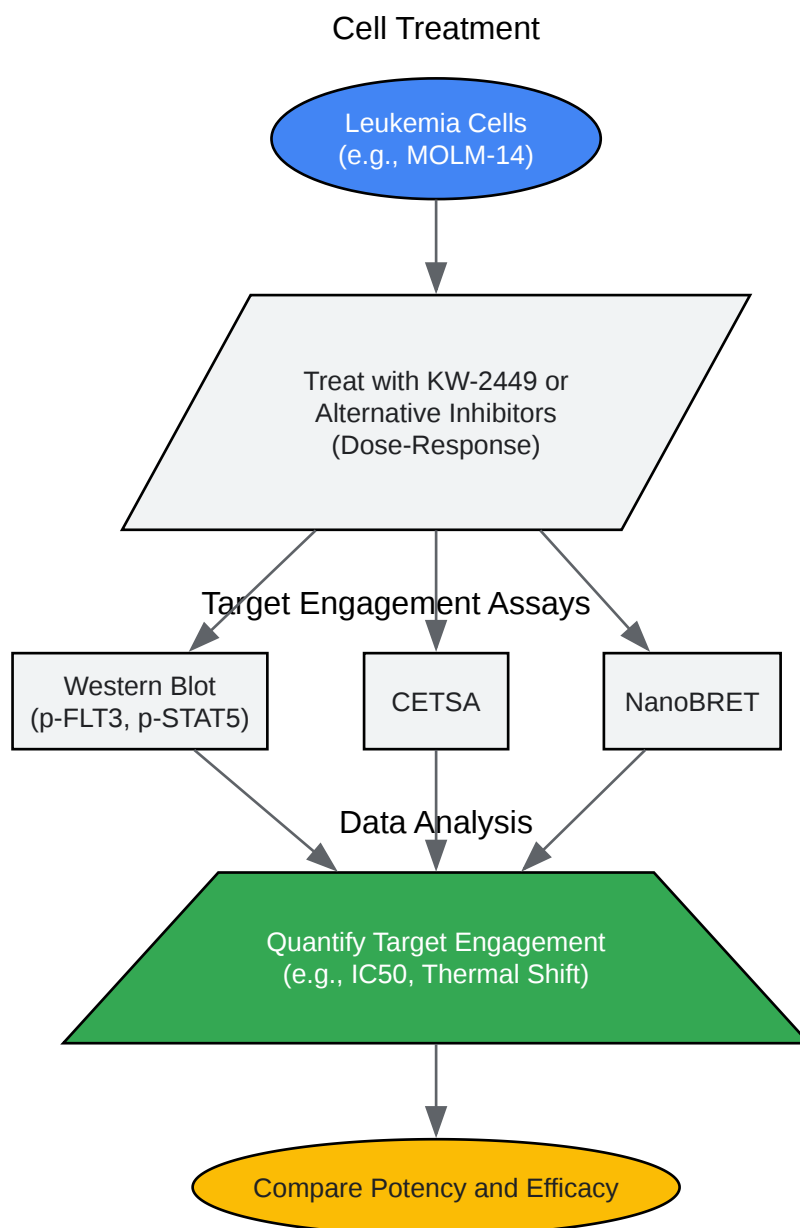 Cell Treatment
Leukemia Cells
(e.g., MOLM-14)
Treat with KW-2449 or
Alternative Inhibitors
(Dose-Response)
Target Engagement Assays
Western Blot
(p-FLT3, p-STAT5)
CETSA
NanoBRET
Data Analysis
Quantify Target Engagement
(e.g., IC50, Thermal Shift)
Compare Potency and Efficacy